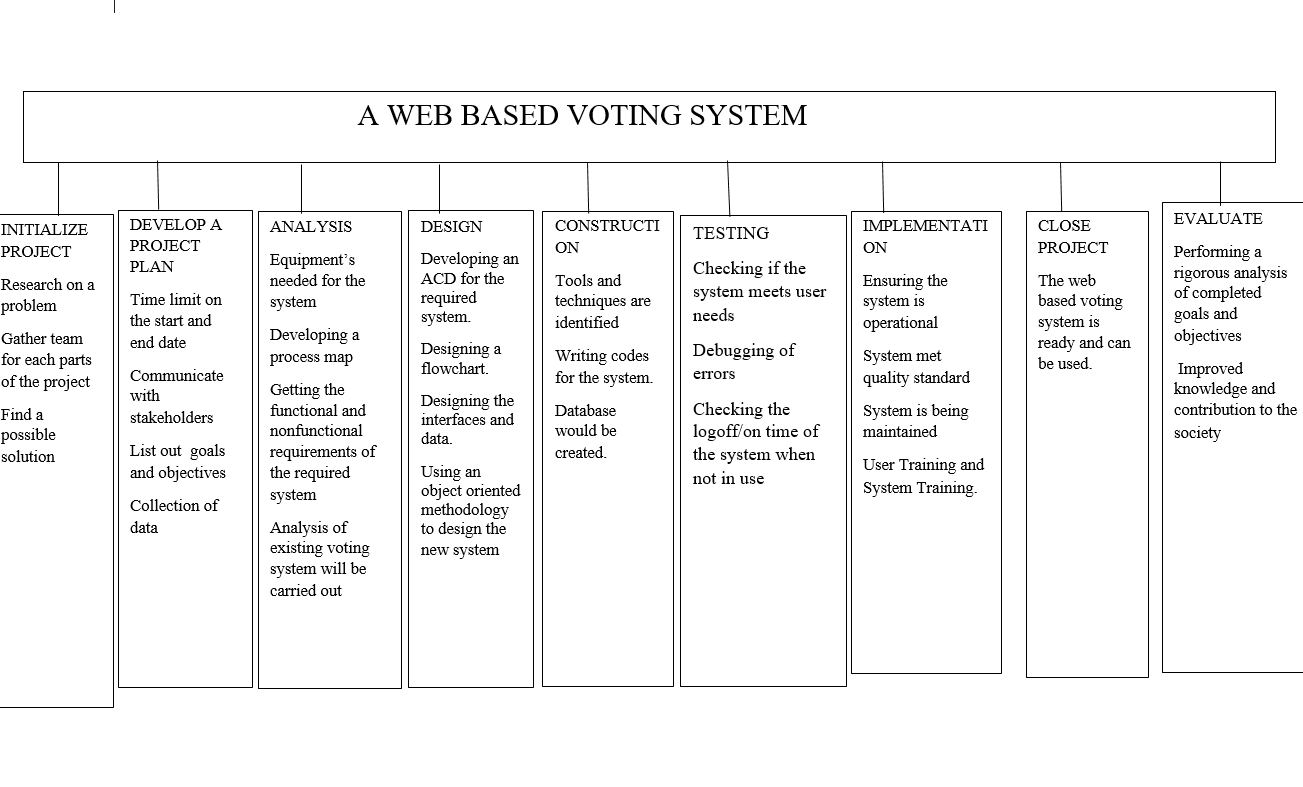 A WEB BASED VOTING SYSTEM
INITIALIZE
PROJECT
Research on a
problem
Gather team
for each parts
of the project
Find a
possible
solution
DEVELOP A
PROJECT
PLAN
Time limit on
the start and
end date
Communicate
with
stakeholders
List out  goals
and objectives
Collection of
data
ANALYSIS
Equipment’s
needed for the
system
Developing a
process map
Getting the
functional and
nonfunctional
requirements of
the required
system
Analysis of
existing voting
system will be
carried out
DESIGN
Developing an
ACD for the
required
system.
Designing a
flowchart.
Designing the
interfaces and
data.
Using an
object oriented
methodology
to design the
new system
CONSTRUCTI
ON
Tools and
techniques are
identified
Writing codes
for the system.
Database
would be
created.
TESTING
Checking if the
system meets user
needs
Debugging of
errors
Checking the
logoff/on time of
the system when
not in use
IMPLEMENTATI
ON
Ensuring the
system is
operational
System met
quality standard
System is being
maintained
User Training and
System Training.
CLOSE
PROJECT
The web
based voting
system is
ready and can
be used.
EVALUATE
Performing a
rigorous analysis
of completed
goals and
objectives
Improved
knowledge and
contribution to the
society